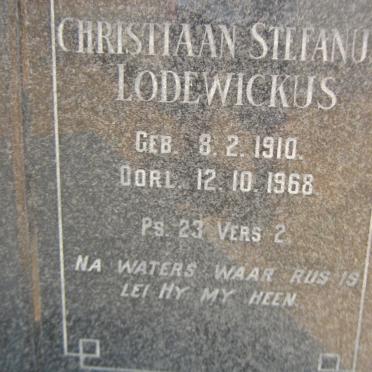 CHRISTIAAN STEFANU
LODEWICKUS
GEB. 8. 2. 1910.
OORL. 12. 10. 1968.
PS. 23 VERS 2.
NA WATERS WAAR RUS IS
LEI HY MY HEEN.